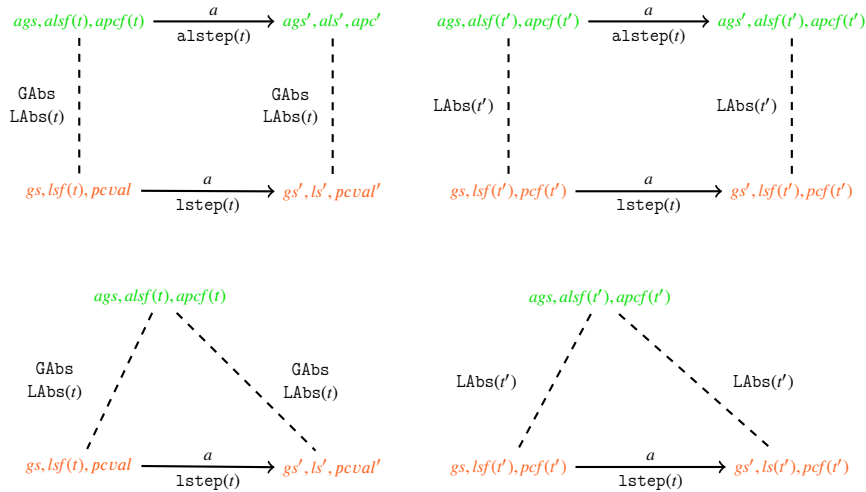 a a
ags, alsf(t), apcf(t) ags′, als′, apc′ ags, alsf(t′), apcf(t′) ags′, alsf(t′), apcf(t′)
alstep(t) alstep(t)
GAbs GAbs
LAbs(t) LAbs(t) LAbs(t′) LAbs(t′)
a a
gs, lsf(t), pcval gs′, ls′, pcval′ gs, lsf(t′), pcf(t′) gs′, lsf(t′), pcf(t′)
lstep(t) lstep(t)
ags, alsf(t), apcf(t) ags, alsf(t′), apcf(t′)
GAbs GAbs
LAbs(t) LAbs(t) LAbs(t′) LAbs(t′)
a a
gs, lsf(t), pcval gs′, ls′, pcval′ gs, lsf(t′), pcf(t′) gs′, ls(t′), pcf(t′)
lstep(t) lstep(t)